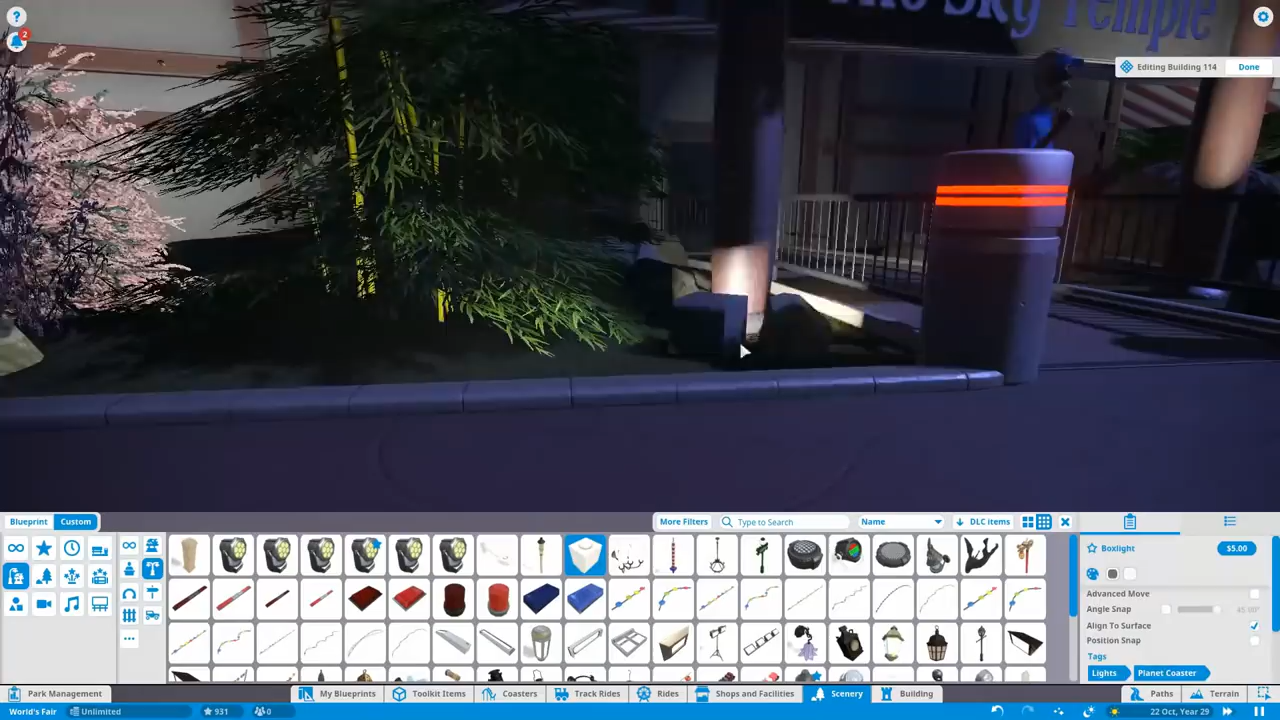 The Sky Temple
2
Editing Building 114
Done
Blueprint
Custom
More Filters
Type to Search
Name
DLC items
Boxlight
$5.00
Advanced Move
Angle Snap
45.00°
Align To Surface
Position Snap
Tags
Lights
Planet Coaster
Park Management
My Blueprints
Toolkit Items
Coasters
Track Rides
Rides
Shops and Facilities
Scenery
Building
Paths
Terrain
World's Fair
Unlimited
931
0
22 Oct, Year 29